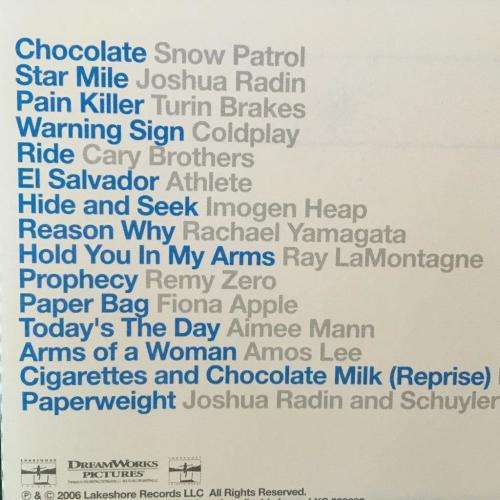 Chocolate Snow Patrol
Star Mile Joshua Radin
Pain Killer Turin Brakes
Warning Sign Coldplay
Ride Cary Brothers
El Salvador Athlete
Hide and Seek Imogen Heap
Reason Why Rachael Yamagata
Hold You In My Arms Ray LaMontagne
Prophecy Remy Zero
Paper Bag Fiona Apple
Today's The Day Aimee Mann
Arms of a Woman Amos Lee
Cigarettes and Chocolate Milk (Reprise)
Paperweight Joshua Radin and Schuyler
DREAMWORKS
PICTURES
℗ & © 2006 Lakeshore Records LLC All Rights Reserved.